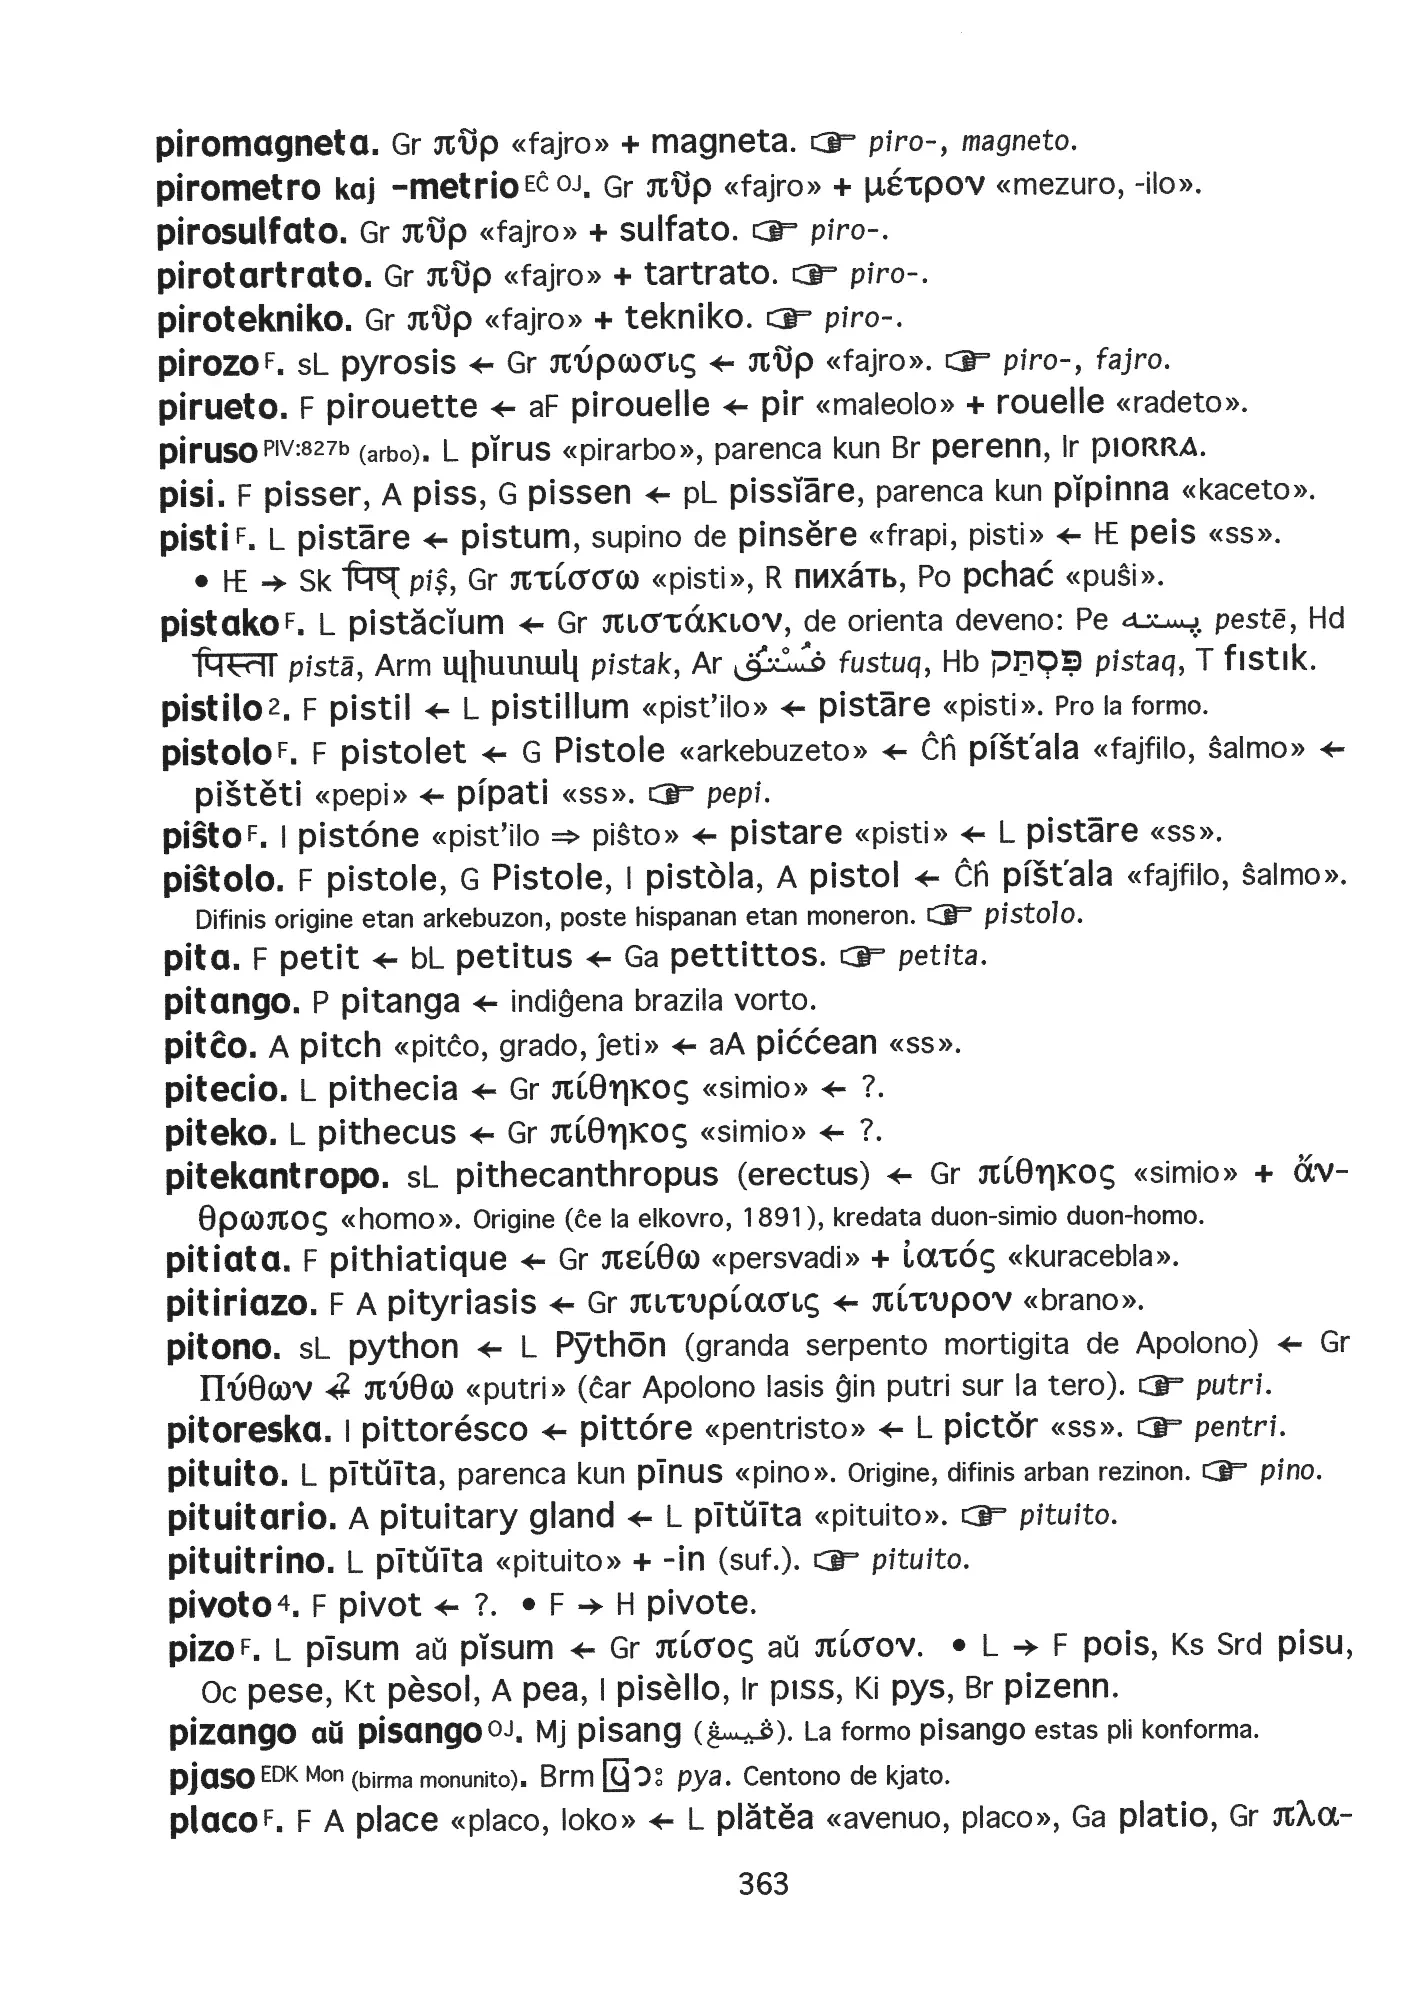 piromagneta. Gr πῦρ «fajro» + magneta. ☞ piro-, magneto.
pirometro kaj -metrio EĈ OJ. Gr πῦρ «fajro» + μέτρον «mezuro, -ilo».
pirosulfato. Gr πῦρ «fajro» + sulfato. ☞ piro-.
pirotartrato. Gr πῦρ «fajro» + tartrato. ☞ piro-.
pirotekniko. Gr πῦρ «fajro» + tekniko. ☞ piro-.
pirozo F. sL pyrosis ← Gr πύρωσις ← πῦρ «fajro». ☞ piro-, fajro.
pirueto. F pirouette ← aF pirouelle ← pir «maleolo» + rouelle «radeto».
piruso PIV:827b (arbo). L pĭrus «pirarbo», parenca kun Br perenn, Ir piorra.
pisi. F pisser, A piss, G pissen ← pL pissĭāre, parenca kun pĭpinna «kaceto».
pisti F. L pistāre ← pistum, supino de pinsĕre «frapi, pisti» ← HE peis «ss».
• HE → Sk पिष् piṣ, Gr πτίσσω «pisti», R пиха́ть, Po pchać «puŝi».
pistako F. L pistăcĭum ← Gr πιστάκιον, de orienta deveno: Pe پسته pestē, Hd
पिस्ता pistā, Arm պիստակ pistak, Ar فُسْتُق fustuq, Hb פִּסְתֵּק pistaq, T fıstık.
pistilo 2. F pistil ← L pistillum «pist’ilo» ← pistāre «pisti». Pro la formo.
pistolo F. F pistolet ← G Pistole «arkebuzeto» ← Ĉĥ píšt'ala «fajfilo, ŝalmo» ←
pištěti «pepi» ← pípati «ss». ☞ pepi.
piŝto F. I pistóne «pist’ilo ⇒ piŝto» ← pistare «pisti» ← L pistāre «ss».
piŝtolo. F pistole, G Pistole, I pistòla, A pistol ← Ĉĥ píšt'ala «fajfilo, ŝalmo».
Difinis origine etan arkebuzon, poste hispanan etan moneron. ☞ pistolo.
pita. F petit ← bL petitus ← Ga pettittos. ☞ petita.
pitango. P pitanga ← indiĝena brazila vorto.
pitĉo. A pitch «pitĉo, grado, ĵeti» ← aA piććean «ss».
pitecio. L pithecia ← Gr πίθηκος «simio» ← ?.
piteko. L pithecus ← Gr πίθηκος «simio» ← ?.
pitekantropo. sL pithecanthropus (erectus) ← Gr πίθηκος «simio» + ἄν-
θρωπος «homo». Origine (ĉe la elkovro, 1891), kredata duon-simio duon-homo.
pitiata. F pithiatique ← Gr πείθω «persvadi» + ἰατός «kuracebla».
pitiriazo. F A pityriasis ← Gr πιτυρίασις ← πίτυρον «brano».
pitono. sL python ← L Pȳthōn (granda serpento mortigita de Apolono) ← Gr
Πύθων ←? πύθω «putri» (ĉar Apolono lasis ĝin putri sur la tero). ☞ putri.
pitoreska. I pittorésco ← pittóre «pentristo» ← L pictŏr «ss». ☞ pentri.
pituito. L pītŭīta, parenca kun pīnus «pino». Origine, difinis arban rezinon. ☞ pino.
pituitario. A pituitary gland ← L pītŭīta «pituito». ☞ pituito.
pituitrino. L pītŭīta «pituito» + -in (suf.). ☞ pituito.
pivoto 4. F pivot ← ?. • F → H pivote.
pizo F. L pīsum aŭ pĭsum ← Gr πίσος aŭ πίσον. • L → F pois, Ks Srd pisu,
Oc pese, Kt pèsol, A pea, I pisèllo, Ir piss, Ki pys, Br pizenn.
pizango aŭ pisango OJ. Mj pisang (ڤيسڠ). La formo pisango estas pli konforma.
pjaso EDK Mon (birma monunito). Brm ပြား pya. Centono de kjato.
placo F. F A place «placo, loko» ← L plătĕa «avenuo, placo», Ga platio, Gr πλα-
363